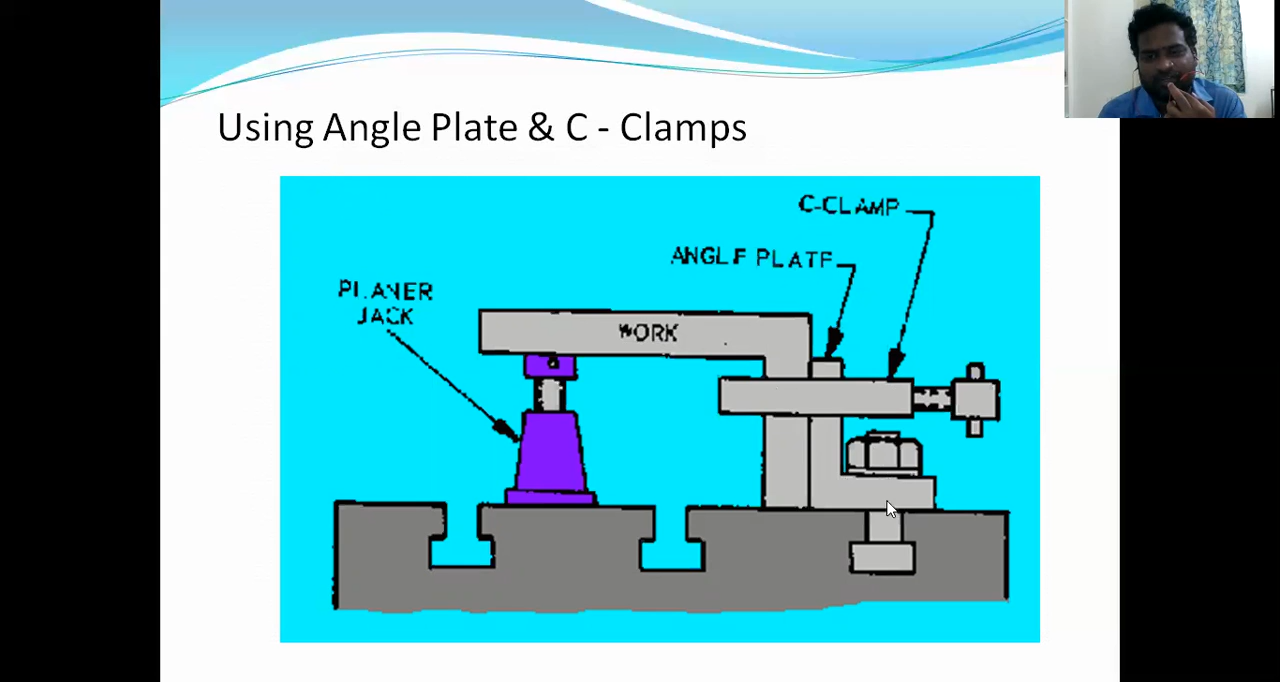 Using Angle Plate & C - Clamps
C-CLAMP
ANGLE PLATE
PLANER
JACK
WORK